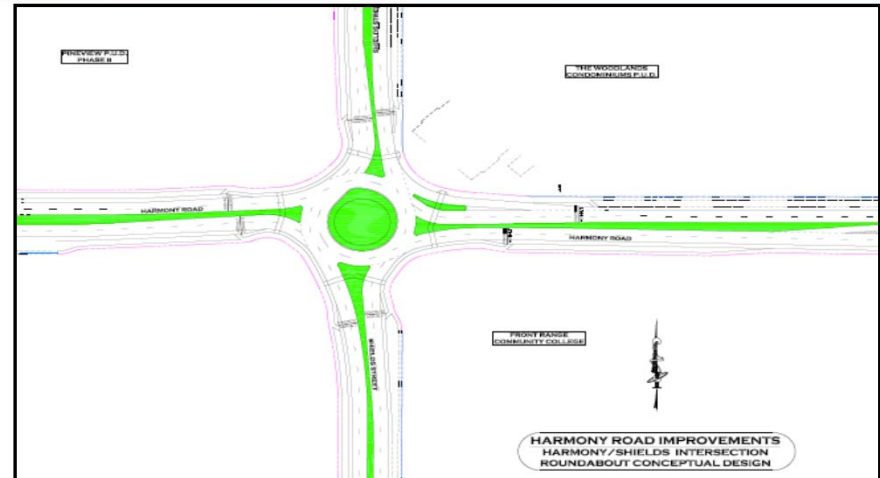 PINEVIEW P.U.D.
PHASE II
THE WOODLANDS
CONDOMINIUMS P.U.D.
HARMONY ROAD
HARMONY ROAD
FRONT RANGE
COMMUNITY COLLEGE
SHIELDS STREET
HARMONY ROAD IMPROVEMENTS
HARMONY/SHIELDS INTERSECTION
ROUNDABOUT CONCEPTUAL DESIGN